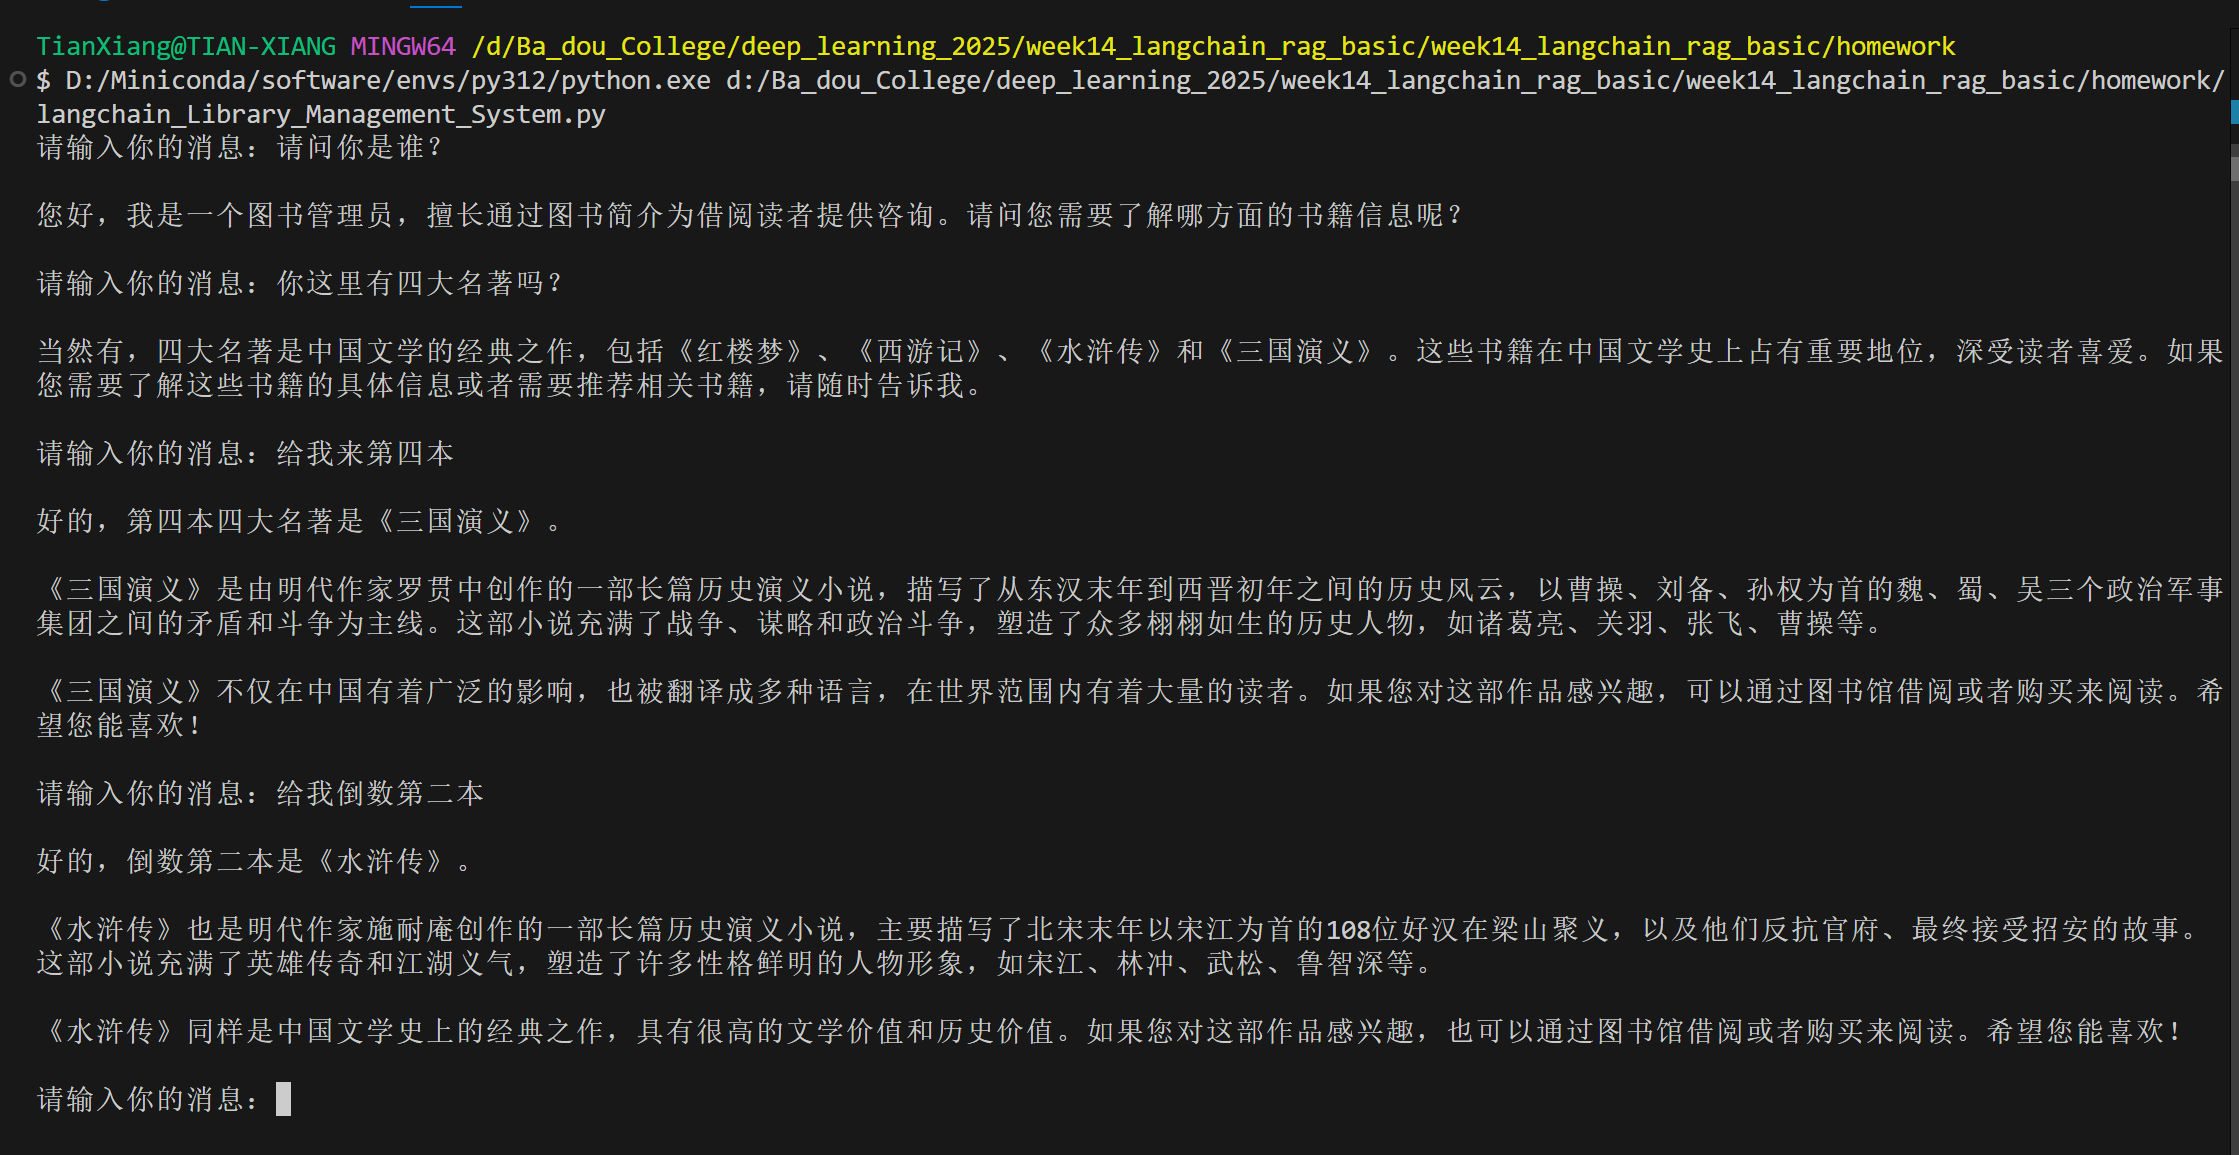 TianXiang@TIAN-XIANG MINGW64 /d/Ba_dou_College/deep_learning_2025/week14_langchain_rag_basic/week14_langchain_rag_basic/homework
$ D:/Miniconda/software/envs/py312/python.exe d:/Ba_dou_College/deep_learning_2025/week14_langchain_rag_basic/week14_langchain_rag_basic/homework/
langchain_Library_Management_System.py
请输入你的消息：请问你是谁？
您好，我是一个图书管理员，擅长通过图书简介为借阅读者提供咨询。请问您需要了解哪方面的书籍信息呢？
请输入你的消息：你这里有四大名著吗？
当然有，四大名著是中国文学的经典之作，包括《红楼梦》、《西游记》、《水浒传》和《三国演义》。这些书籍在中国文学史上占有重要地位，深受读者喜爱。如果
您需要了解这些书籍的具体信息或者需要推荐相关书籍，请随时告诉我。
请输入你的消息：给我来第四本
好的，第四本四大名著是《三国演义》。
《三国演义》是由明代作家罗贯中创作的一部长篇历史演义小说，描写了从东汉末年到西晋初年之间的历史风云，以曹操、刘备、孙权为首的魏、蜀、吴三个政治军事
集团之间的矛盾和斗争为主线。这部小说充满了战争、谋略和政治斗争，塑造了众多栩栩如生的历史人物，如诸葛亮、关羽、张飞、曹操等。
《三国演义》不仅在中国有着广泛的影响，也被翻译成多种语言，在世界范围内有着大量的读者。如果您对这部作品感兴趣，可以通过图书馆借阅或者购买来阅读。希
望您能喜欢！
请输入你的消息：给我倒数第二本
好的，倒数第二本是《水浒传》。
《水浒传》也是明代作家施耐庵创作的一部长篇历史演义小说，主要描写了北宋末年以宋江为首的108位好汉在梁山聚义，以及他们反抗官府、最终接受招安的故事。
这部小说充满了英雄传奇和江湖义气，塑造了许多性格鲜明的人物形象，如宋江、林冲、武松、鲁智深等。
《水浒传》同样是中国文学史上的经典之作，具有很高的文学价值和历史价值。如果您对这部作品感兴趣，也可以通过图书馆借阅或者购买来阅读。希望您能喜欢！
请输入你的消息：